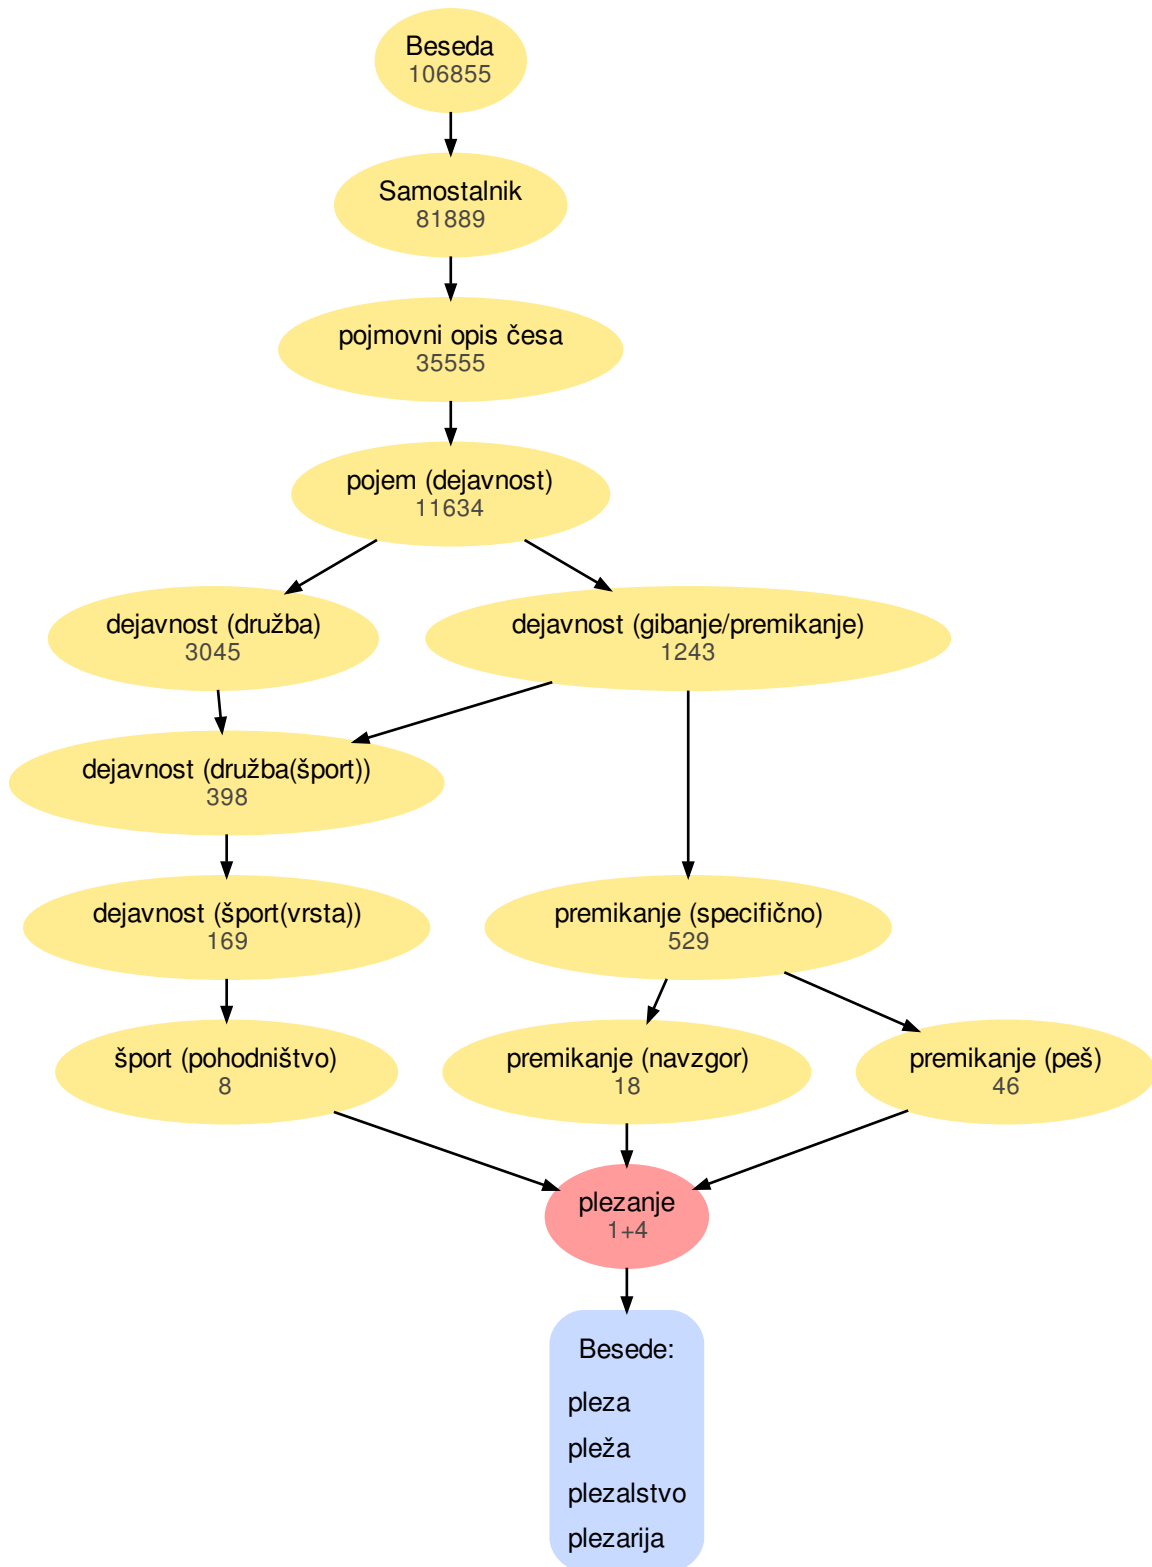 Beseda
106855
Samostalnik
81889
pojmovni opis česa
35555
pojem (dejavnost)
11634
dejavnost (družba)
3045
dejavnost (gibanje/premikanje)
1243
dejavnost (družba(šport))
398
dejavnost (šport(vrsta))
169
premikanje (specifično)
529
šport (pohodništvo)
8
premikanje (navzgor)
18
premikanje (peš)
46
plezanje
1+4
Besede:
pleza
pleža
plezalstvo
plezarija